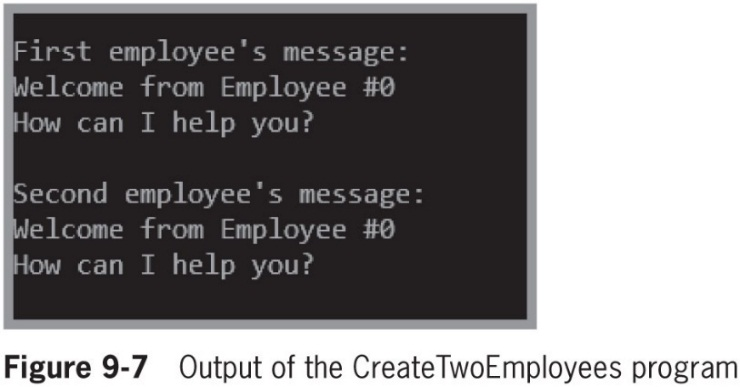 First employee's message:
Welcome from Employee #0
How can I help you?
Second employee's message:
Welcome from Employee #0
How can I help you?
Figure 9-7 Output of the CreateTwoEmployees program